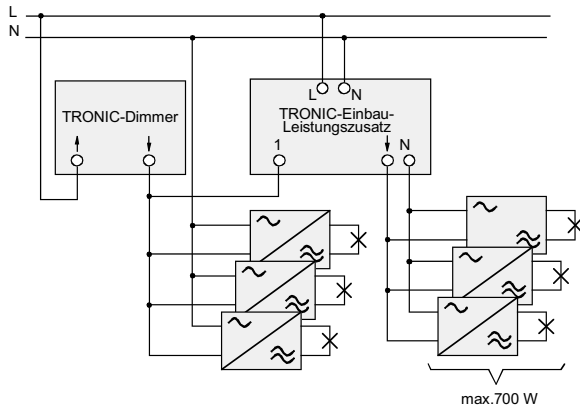 L
N
L N
TRONIC-Dimmer
TRONIC-Einbau-
Leistungszusatz
1
N
max.700 W